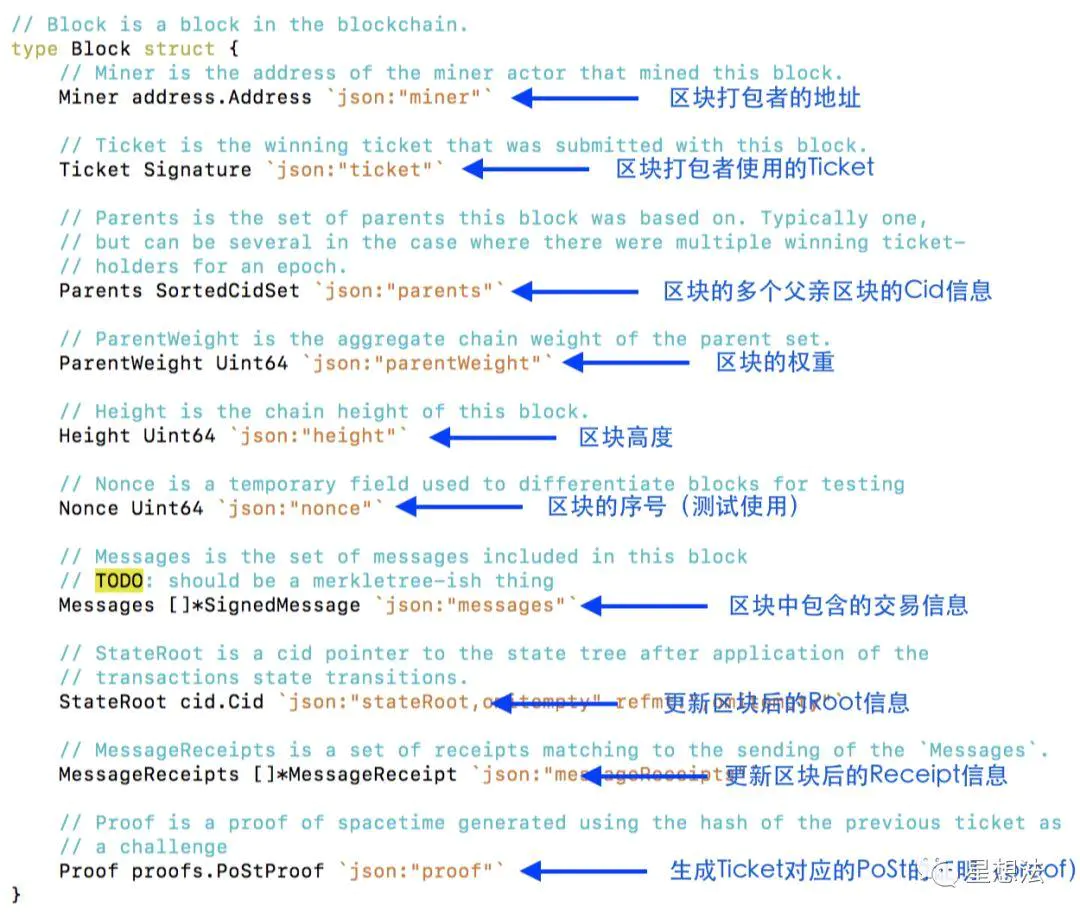 // Block is a block in the blockchain.
type Block struct {
// Miner is the address of the miner actor that mined this block.
Miner address.Address `json:"miner"` 区块打包者的地址
// Ticket is the winning ticket that was submitted with this block.
Ticket Signature `json:"ticket"` 区块打包者使用的Ticket
// Parents is the set of parents this block was based on. Typically one,
// but can be several in the case where there were multiple winning ticket-
// holders for an epoch.
Parents SortedCidSet `json:"parents"` 区块的多个父亲区块的Cid信息
// ParentWeight is the aggregate chain weight of the parent set.
ParentWeight Uint64 `json:"parentWeight"` 区块的权重
// Height is the chain height of this block.
Height Uint64 `json:"height"` 区块高度
// Nonce is a temporary field used to differentiate blocks for testing
Nonce Uint64 `json:"nonce"` 区块的序号（测试使用）
// Messages is the set of messages included in this block
// TODO: should be a merkletree-ish thing
Messages []*SignedMessage `json:"messages"` 区块中包含的交易信息
// StateRoot is a cid pointer to the state tree after application of the
// transactions state transitions.
StateRoot cid.Cid `json:"stateRoot,omitempty" 更新区块后的Root信息
// MessageReceipts is a set of receipts matching to the sending of the `Messages`.
MessageReceipts []*MessageReceipt `json:"messageReceipts 更新区块后的Receipt信息
// Proof is a proof of spacetime generated using the hash of the previous ticket as
// a challenge
Proof proofs.PoStProof `json:"proof"` 生成Ticket对应的PoSt的
}
星想法